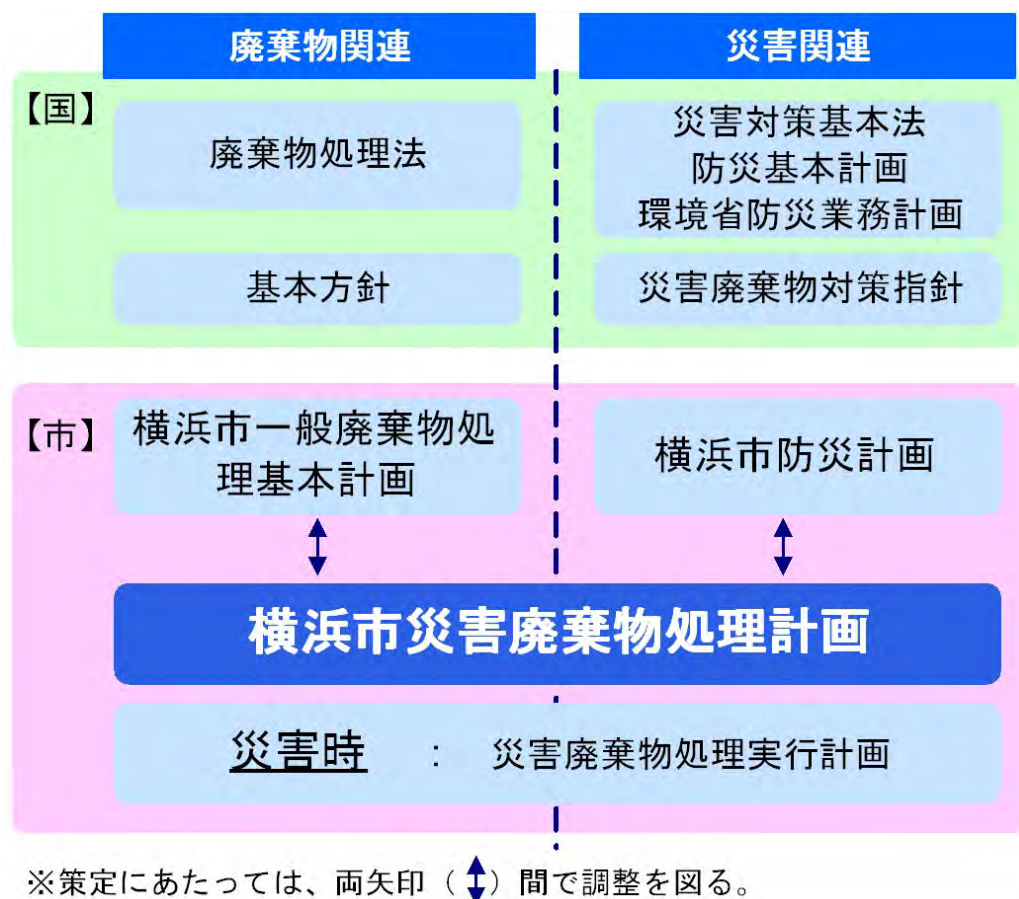 廃棄物関連
災害関連
【国】
廃棄物処理法
災害対策基本法
防災基本計画
環境省防災業務計画
基本方針
災害廃棄物対策指針
【市】
横浜市一般廃棄物処
理基本計画
横浜市防災計画
横浜市災害廃棄物処理計画
災害時 : 災害廃棄物処理実行計画
※策定にあたっては、両矢印(↕)間で調整を図る。